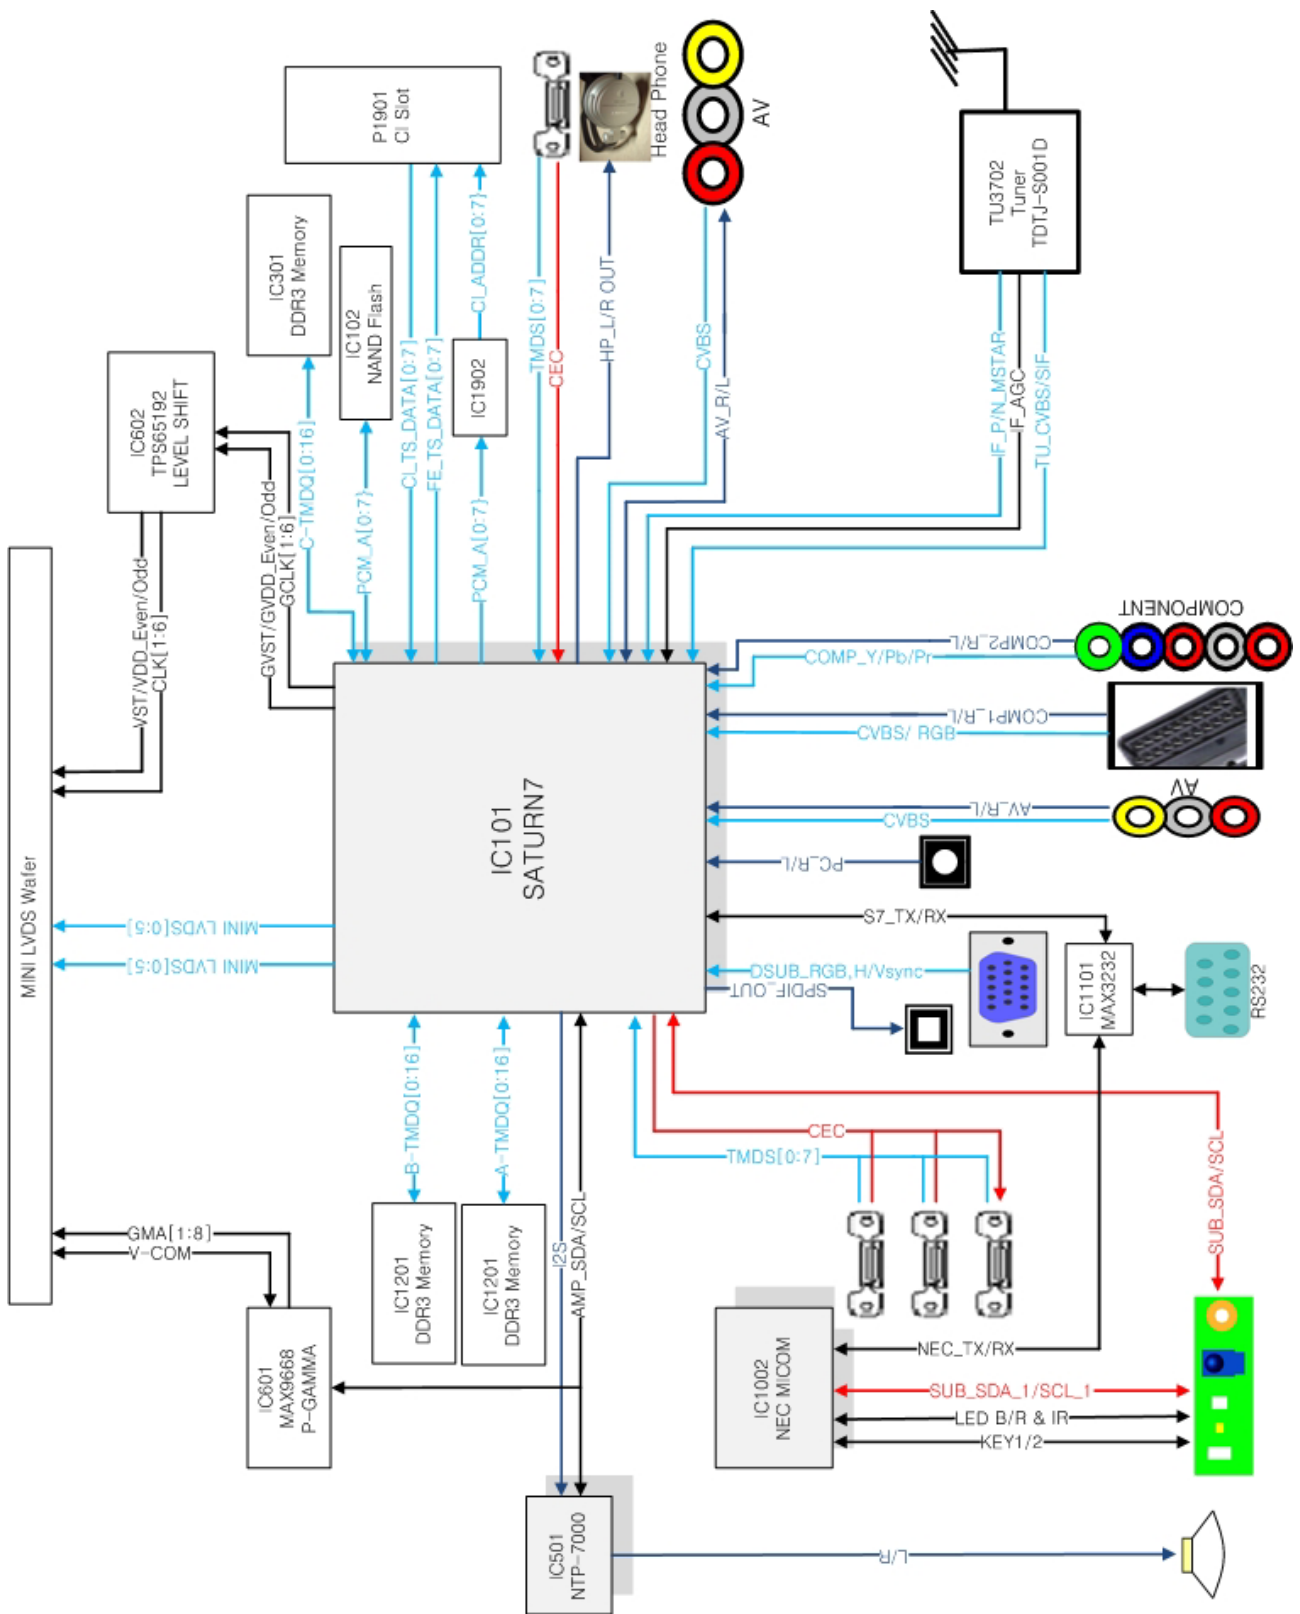 MINI LVDS Wafer
IC602
TPS65192
LEVEL SHIFT
VST/VDD_Even/Odd
CLK[1:6]
GVST/GVDD_Even/Odd
GCLK[1:6]
P1901
CI Slot
IC301
DDR3 Memory
IC102
NAND Flash
IC1902
C-TMDQ[0:16]
PCM_A[0:7}
CI_TS_DATA[0:7}
FE_TS_DATA[0:7}
CI_ADDR[0:7}
PCM_A[0:7}
TMDS[0:7]
CEC
Head Phone
HP_L/R OUT
AV
CVBS
AV_R/L
TU3702
Tuner
TDTJ-S001D
IF_P/N_MSTAR
IF_AGC
TU_CVBS/SIF
IC101
SATURN7
COMPONENT
COMP2_R/L
COMP_Y/Pb/Pr
COMP1_R/L
CVBS/ RGB
AV
AV_R/L
CVBS
PC_R/L
S7_TX/RX
DSUB_RGB,H/Vsync
SPDIF_OUT
IC1101
MAX3232
RS232
MINI LVDS[0:5]
MINI LVDS[0:5]
B-TMDQ[0:16]
A-TMDQ[0:16]
IC1201
DDR3 Memory
IC1201
DDR3 Memory
I2S
AMP_SDA/SCL
GMA[1:8]
V-COM
IC601
MAX9668
P-GAMMA
CEC
TMDS[0:7]
SUB_SDA/SCL
IC1002
NEC MICOM
NEC_TX/RX
SUB_SDA_1/SCL_1
LED B/R & IR
KEY1/2
IC501
NTP-7000
L/R